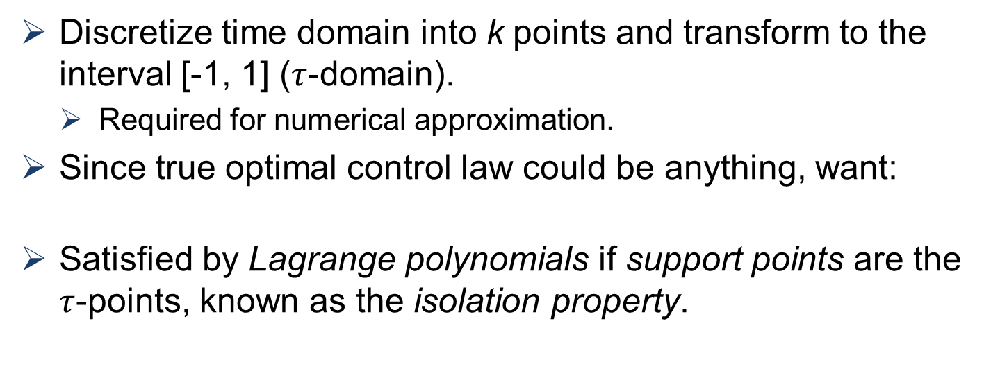 ➢ Discretize time domain into k points and transform to the
interval [-1, 1] (τ-domain).
➢ Required for numerical approximation.
➢ Since true optimal control law could be anything, want:
➢ Satisfied by Lagrange polynomials if support points are the
τ-points, known as the isolation property.